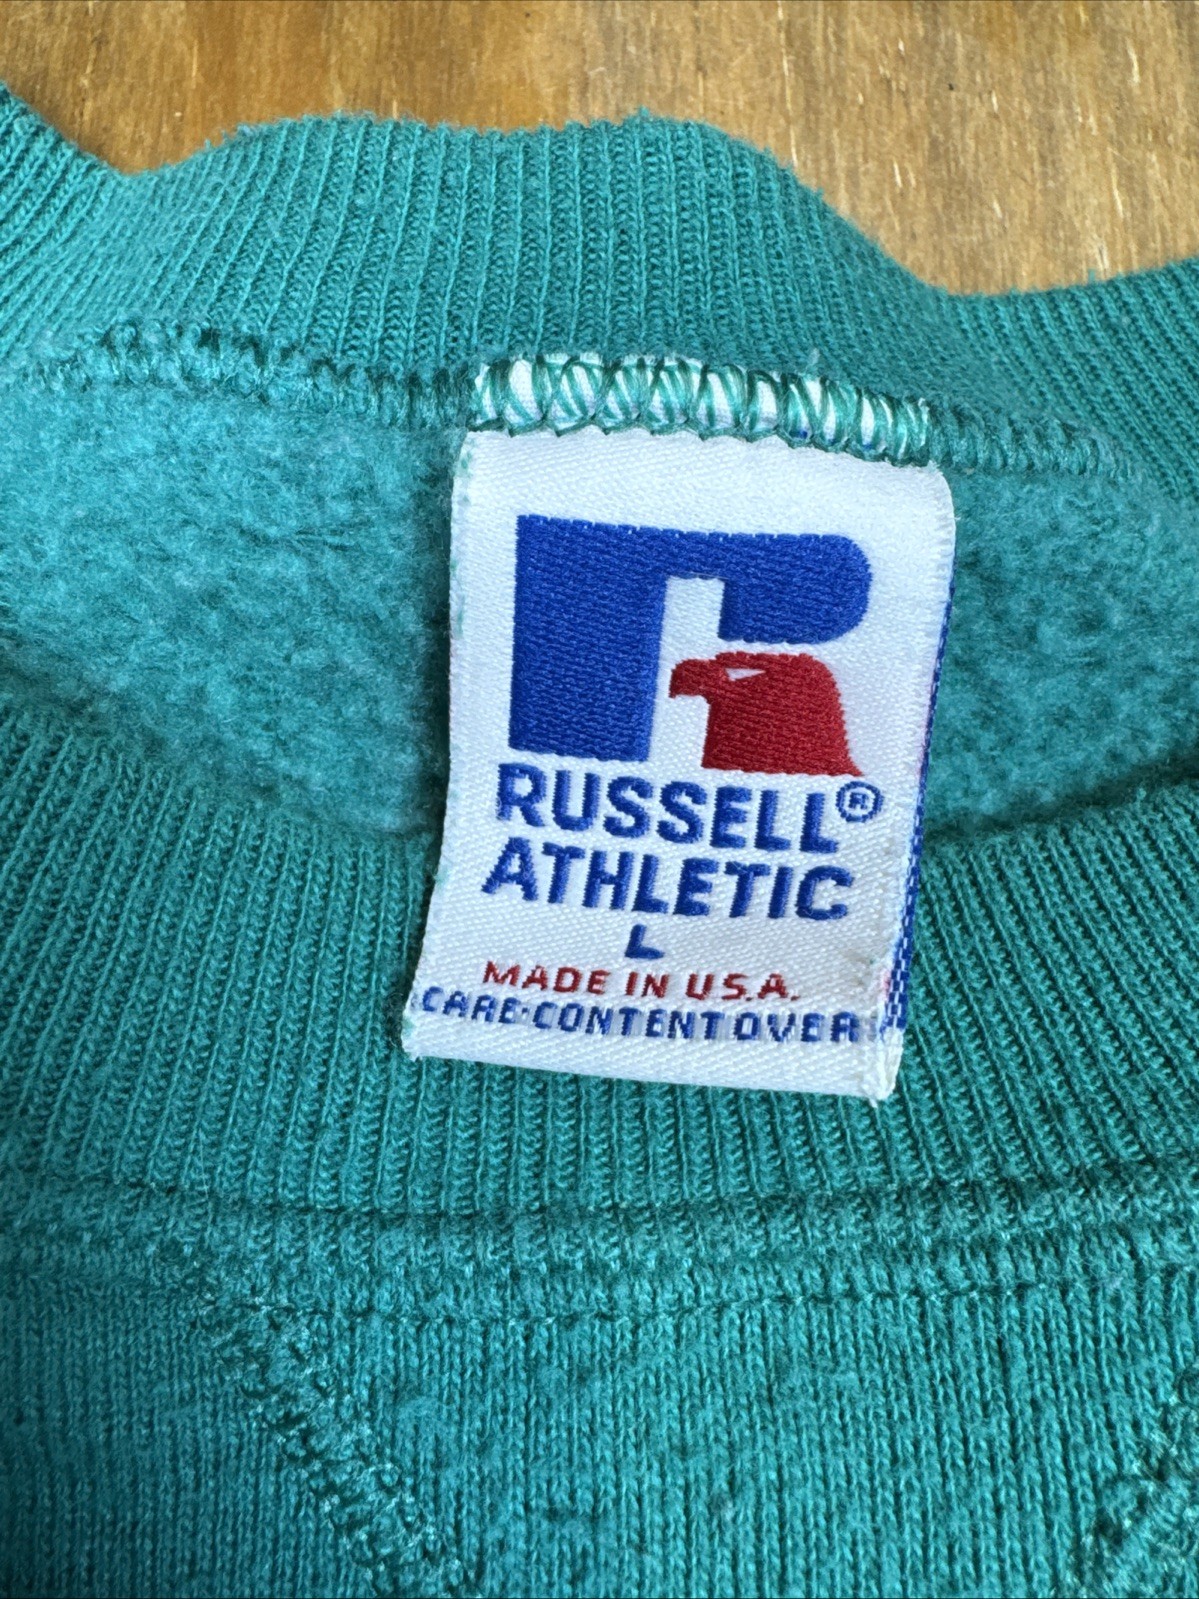 RUSSELL®
ATHLETIC
L
MADE IN U.S.A.
CARE·CONTENT OVER